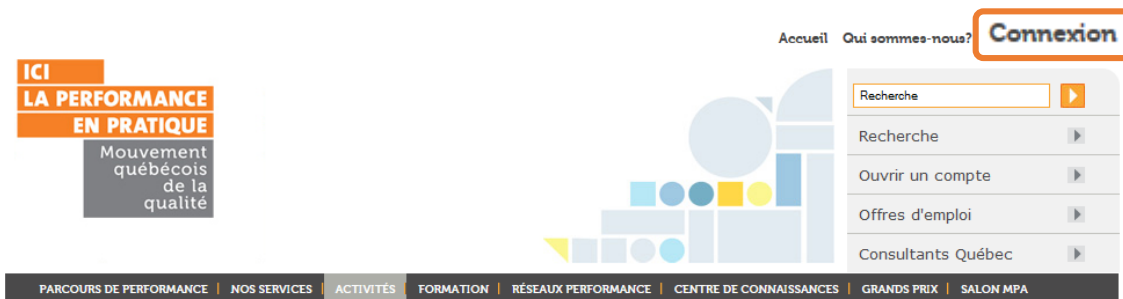 Accueil Qui sommes-nous? Connexion
ICI
LA PERFORMANCE
EN PRATIQUE
Mouvement
québécois
de la
qualité
Recherche
Recherche
Ouvrir un compte
Offres d'emploi
Consultants Québec
PARCOURS DE PERFORMANCE | NOS SERVICES | ACTIVITÉS | FORMATION | RÉSEAUX PERFORMANCE | CENTRE DE CONNAISSANCES | GRANDS PRIX | SALON MPA